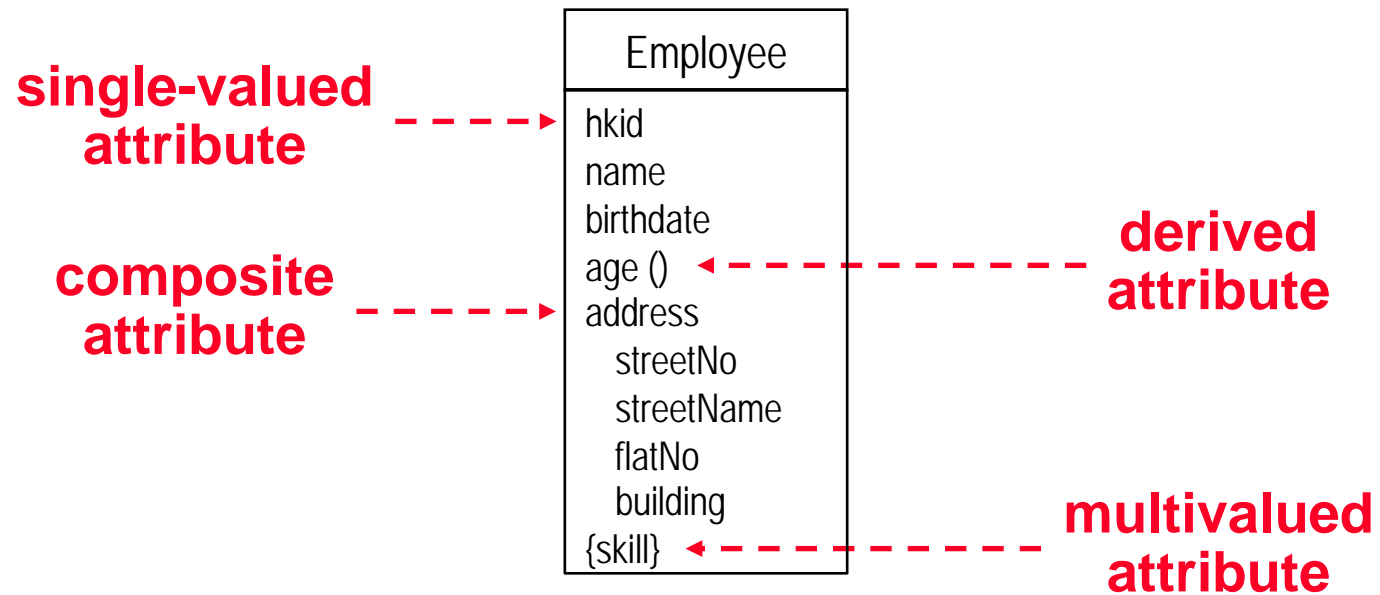 Employee
single-valued
attribute
hkid
name
birthdate
age ()
derived
attribute
composite
attribute
address
streetNo
streetName
flatNo
building
{skill}
multivalued
attribute